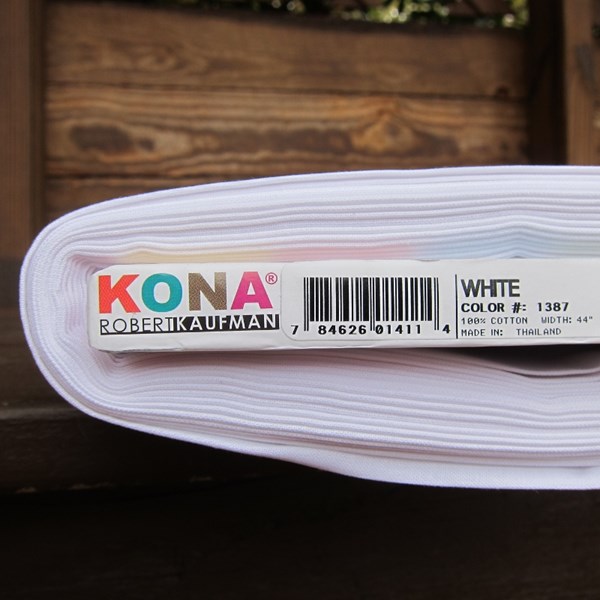 KONA®
ROBERT KAUFMAN
7 84626 01411 4
WHITE
COLOR #: 1387
100% COTTON WIDTH: 44"
MADE IN: THAILAND